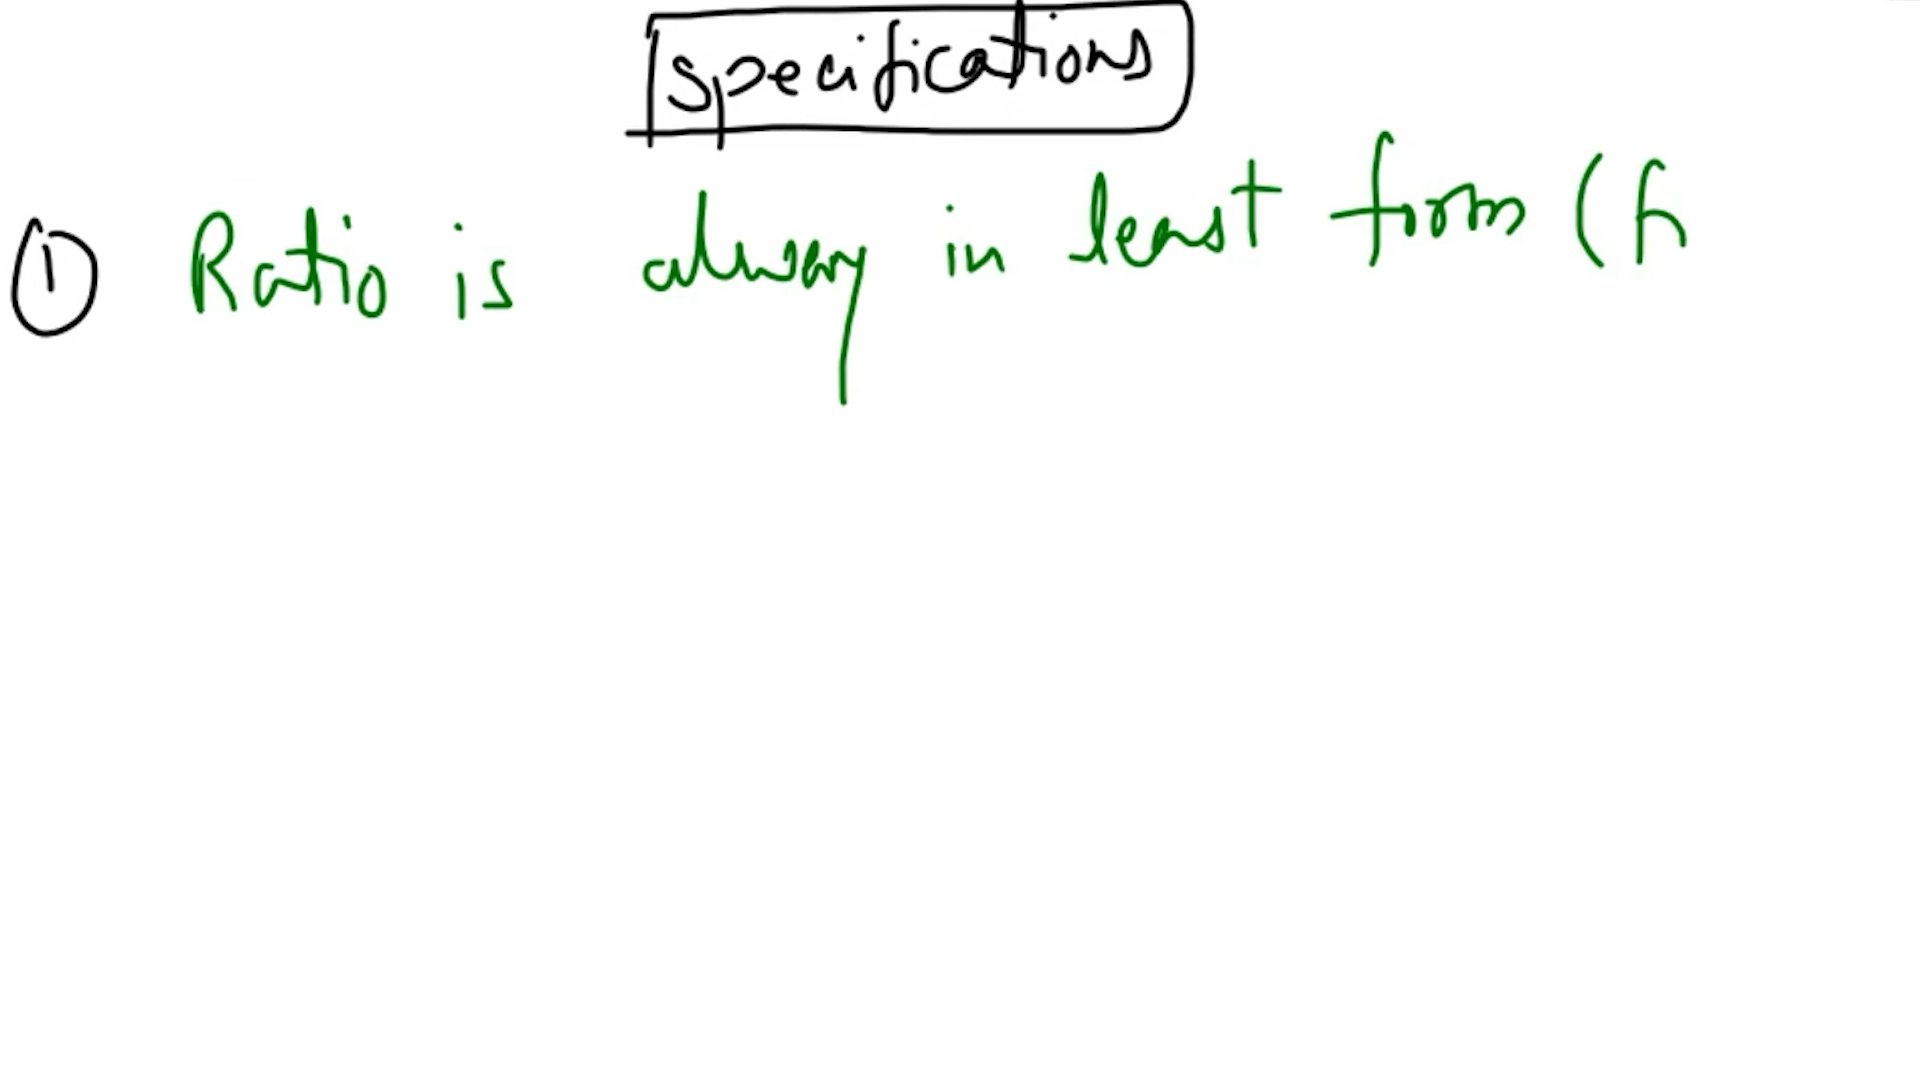 specifications
① Ratio is alway in least form (f